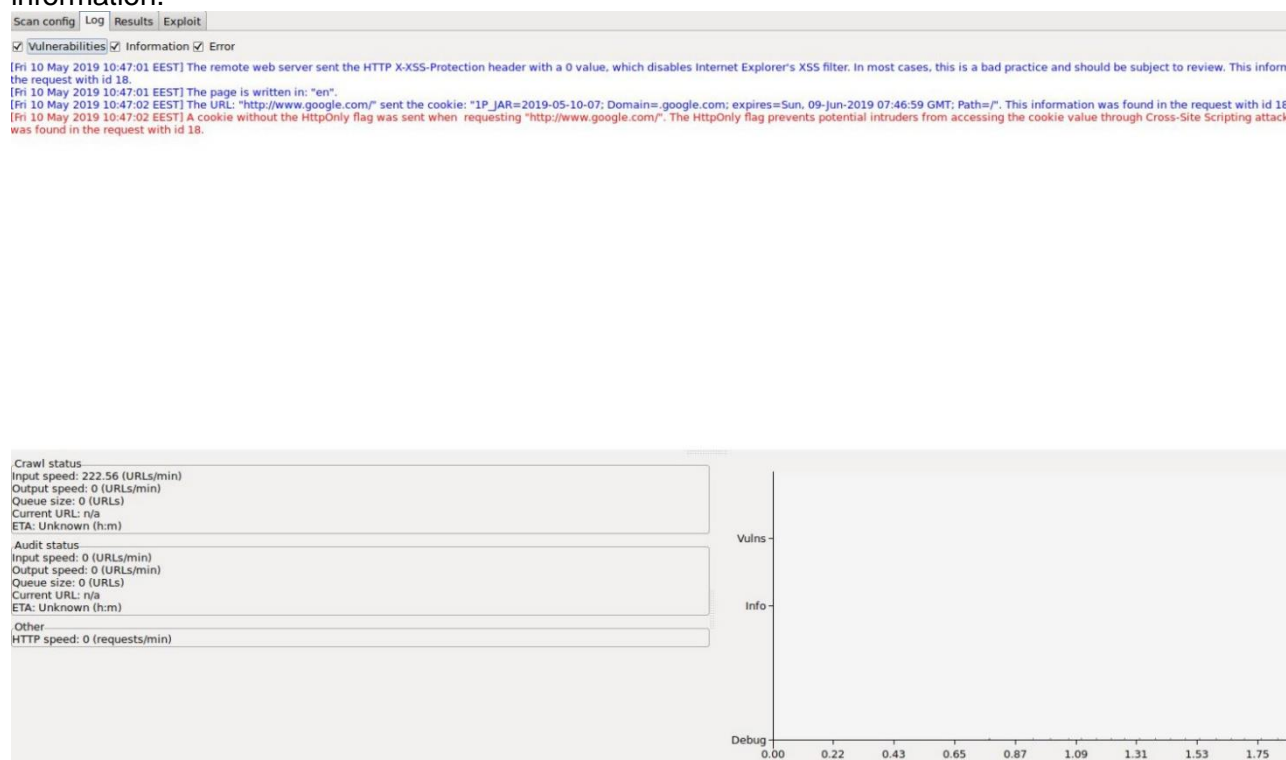 information.
Scan config Log Results Exploit
Vulnerabilities Information Error
[Fri 10 May 2019 10:47:01 EEST] The remote web server sent the HTTP X-XSS-Protection header with a 0 value, which disables Internet Explorer's XSS filter. In most cases, this is a bad practice and should be subject to review. This inform
the request with id 18.
[Fri 10 May 2019 10:47:01 EEST] The page is written in: "en".
[Fri 10 May 2019 10:47:02 EEST] The URL: "http://www.google.com/" sent the cookie: "1P_JAR=2019-05-10-07; Domain=.google.com; expires=Sun, 09-Jun-2019 07:46:59 GMT; Path=/". This information was found in the request with id 18
[Fri 10 May 2019 10:47:02 EEST] A cookie without the HttpOnly flag was sent when requesting "http://www.google.com/". The HttpOnly flag prevents potential intruders from accessing the cookie value through Cross-Site Scripting attack
was found in the request with id 18.
Crawl status
Input speed: 222.56 (URLs/min)
Output speed: 0 (URLs/min)
Queue size: 0 (URLs)
Current URL: n/a
ETA: Unknown (h:m)
Audit status
Input speed: 0 (URLs/min)
Output speed: 0 (URLs/min)
Queue size: 0 (URLs)
Current URL: n/a
ETA: Unknown (h:m)
Other
HTTP speed: 0 (requests/min)
Vulns
Info
Debug
0.00 0.22 0.43 0.65 0.87 1.09 1.31 1.53 1.75